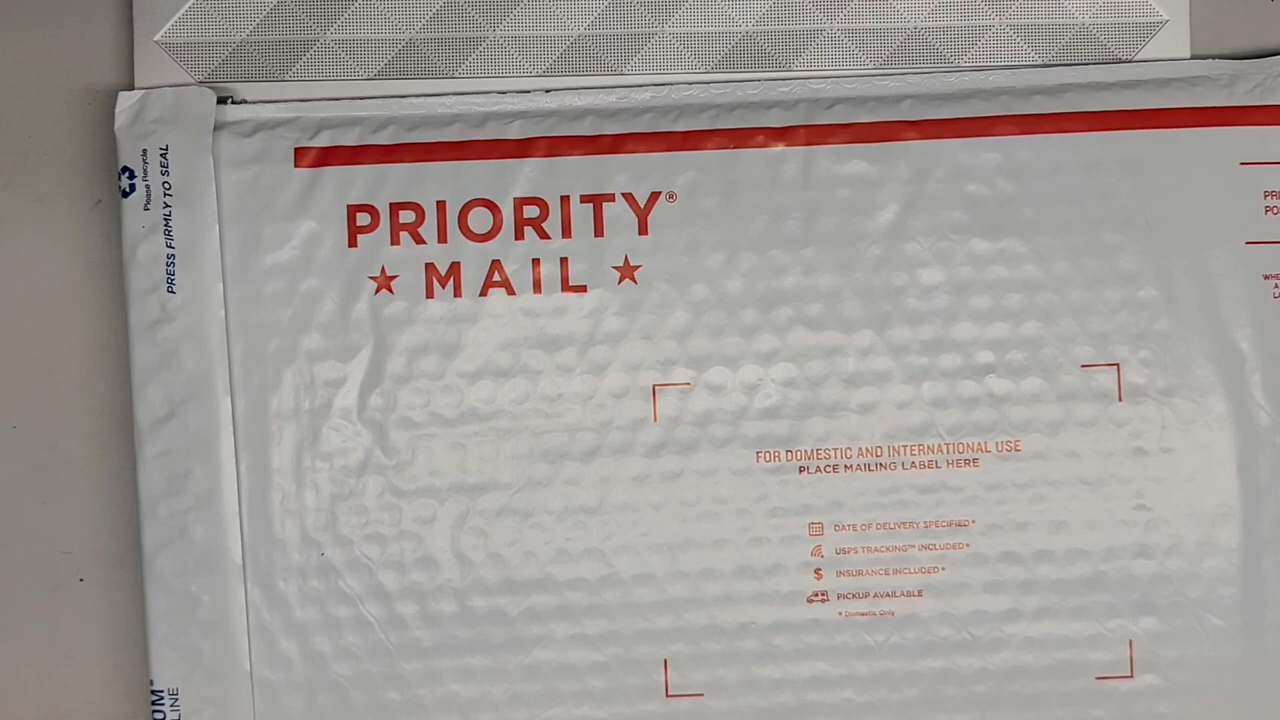 Please Recycle
PRESS FIRMLY TO SEAL
PRIORITY®
★ MAIL ★
FOR DOMESTIC AND INTERNATIONAL USE
PLACE MAILING LABEL HERE
DATE OF DELIVERY SPECIFIED*
USPS TRACKING™ INCLUDED*
$ INSURANCE INCLUDED*
PICKUP AVAILABLE
* Domestic Only
LINE